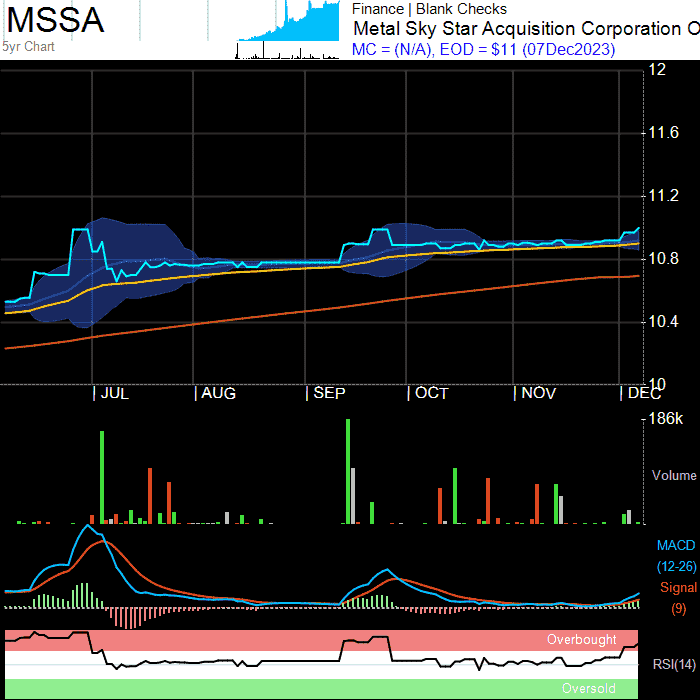 MSSA
5yr Chart
Finance | Blank Checks
Metal Sky Star Acquisition Corporation O
MC = (N/A), EOD = $11 (07Dec2023)
12
11.6
11.2
10.8
10.4
10
JUL AUG SEP OCT NOV DEC
186k
Volume
MACD
(12-26)
Signal
(9)
Overbought
RSI(14)
Oversold